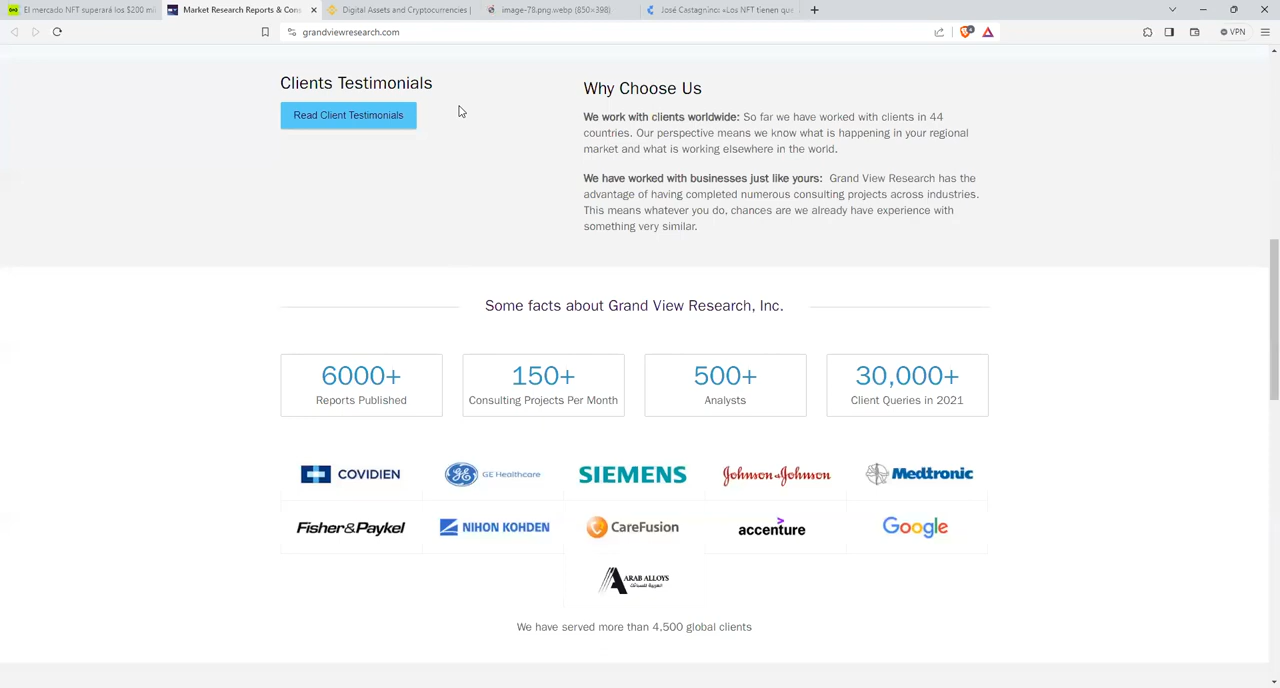 El mercado NFT superará los $200 mi
Market Research Reports & Cons
Digital Assets and Cryptocurrencies |
image-78.png.webp (850×398)
José Castagnino: «Los NFT tienen que
grandviewresearch.com
VPN
Clients Testimonials
Read Client Testimonials
Why Choose Us
We work with clients worldwide: So far we have worked with clients in 44
countries. Our perspective means we know what is happening in your regional
market and what is working elsewhere in the world.
We have worked with businesses just like yours: Grand View Research has the
advantage of having completed numerous consulting projects across industries.
This means whatever you do, chances are we already have experience with
something very similar.
Some facts about Grand View Research, Inc.
6000+
Reports Published
150+
Consulting Projects Per Month
500+
Analysts
30,000+
Client Queries in 2021
COVIDIEN
GE Healthcare
SIEMENS
Johnson & Johnson
Medtronic
Fisher & Paykel
NIHON KOHDEN
CareFusion
accenture
Google
ARAB ALLOYS
We have served more than 4,500 global clients